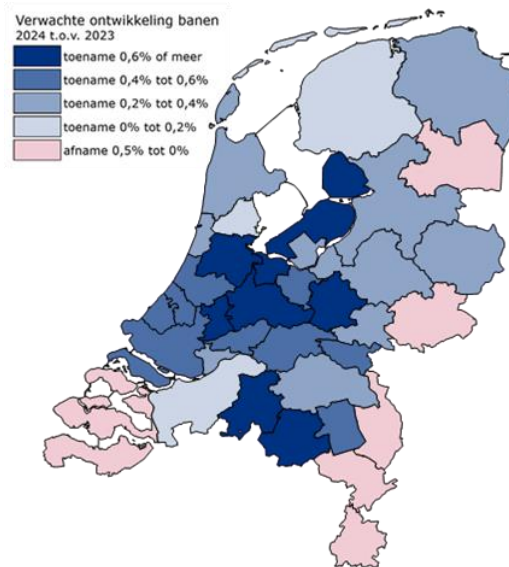 Verwachte ontwikkeling banen
2024 t.o.v. 2023
toename 0,6% of meer
toename 0,4% tot 0,6%
toename 0,2% tot 0,4%
toename 0% tot 0,2%
afname 0,5% tot 0%